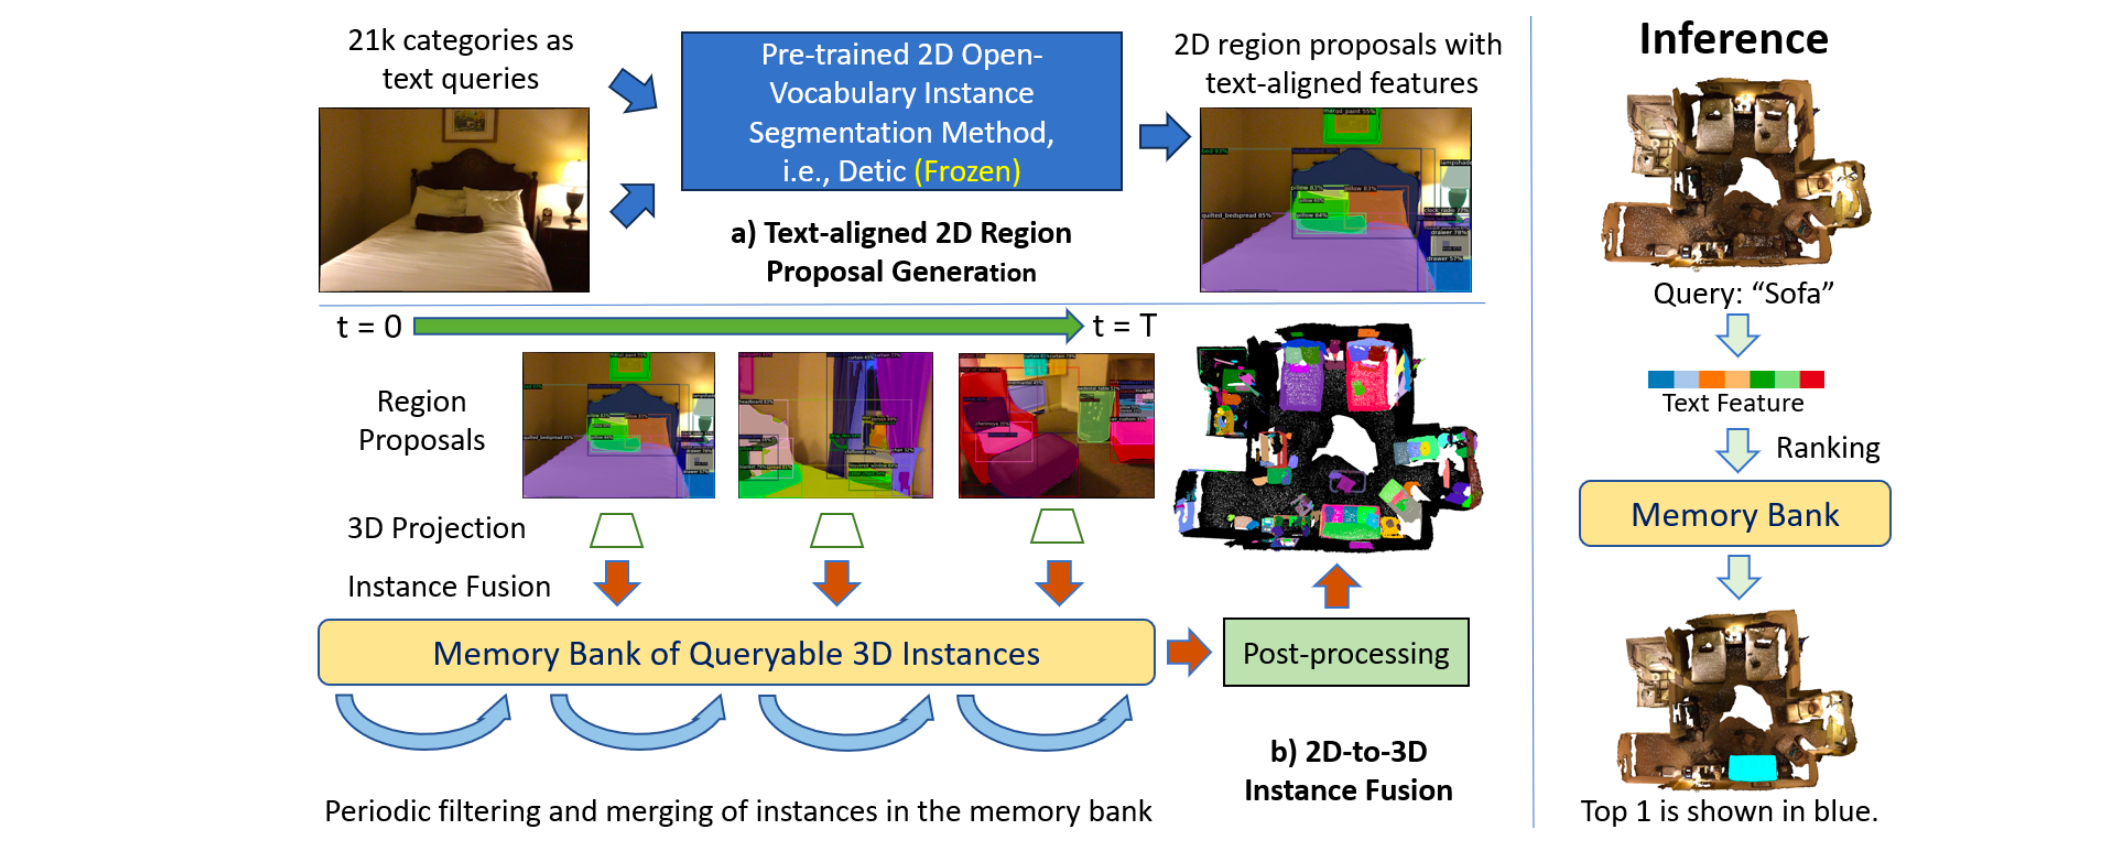 21k categories as
text queries
Pre-trained 2D Open-
Vocabulary Instance
Segmentation Method,
i.e., Detic (Frozen)
a) Text-aligned 2D Region
Proposal Generation
2D region proposals with
text-aligned features
t = 0
t = T
Region
Proposals
3D Projection
Instance Fusion
Memory Bank of Queryable 3D Instances
Post-processing
b) 2D-to-3D
Instance Fusion
Periodic filtering and merging of instances in the memory bank
Inference
Query: “Sofa”
Text Feature
Ranking
Memory Bank
Top 1 is shown in blue.